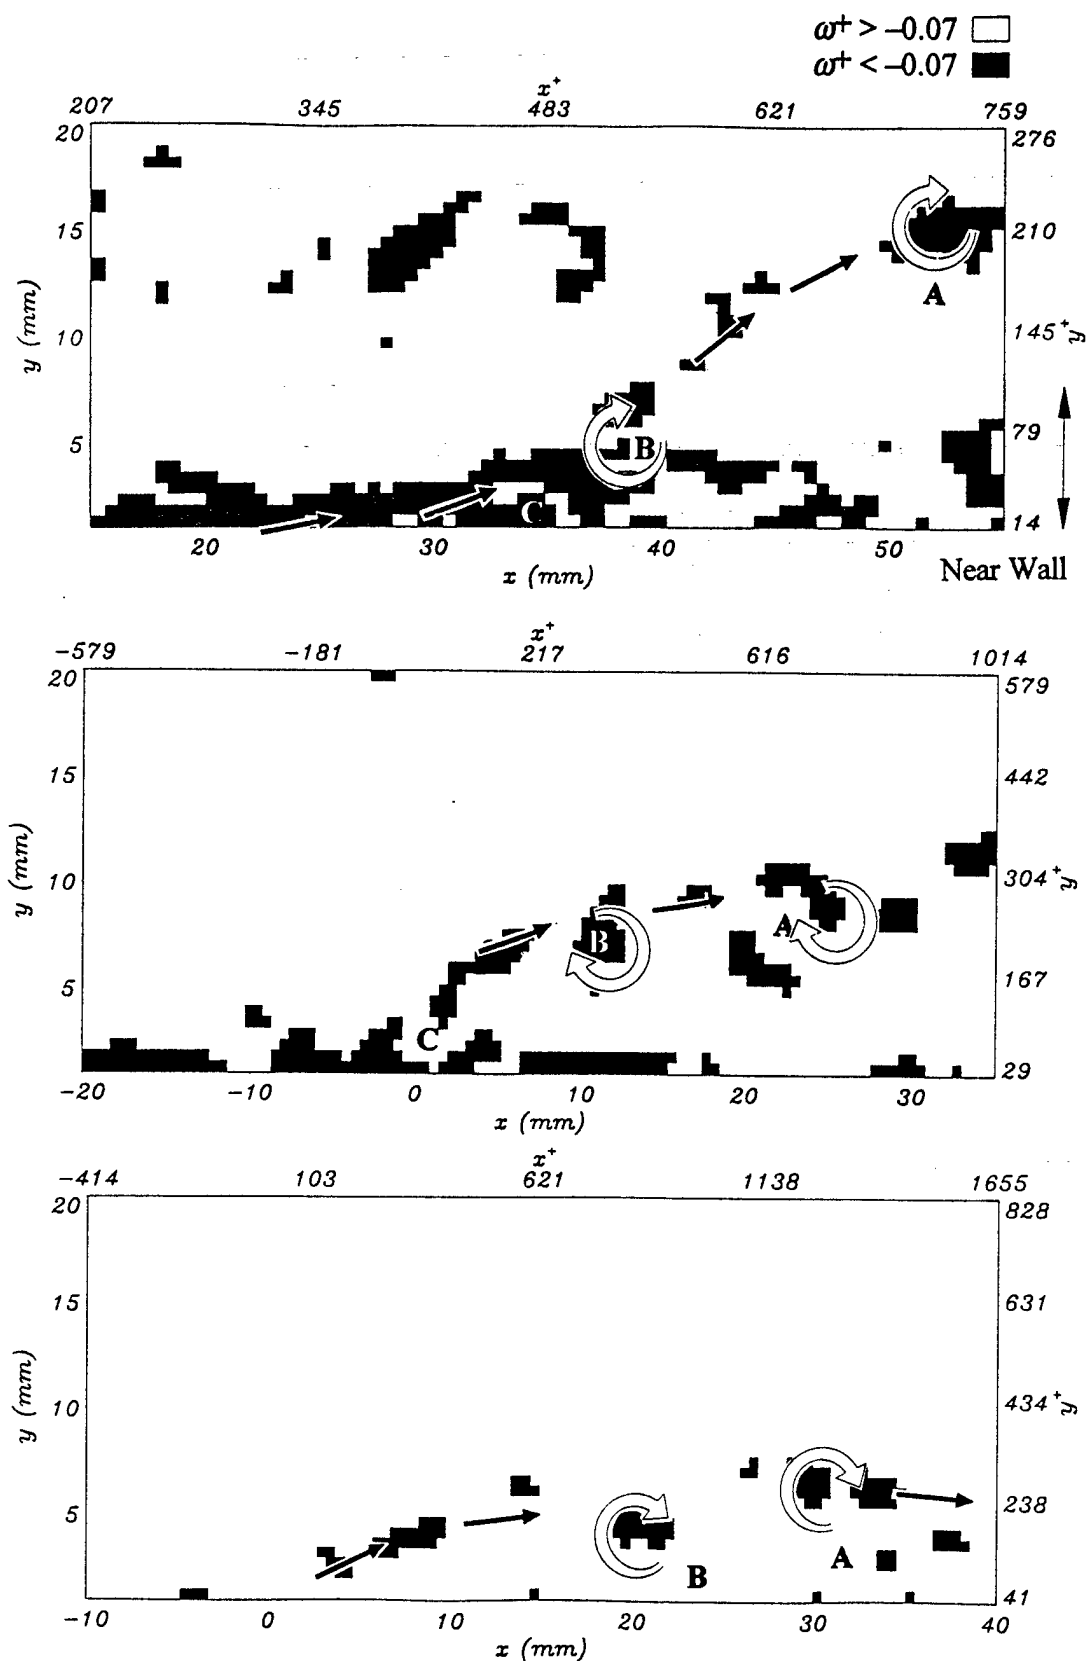 ω⁺ > –0.07
ω⁺ < –0.07
x⁺
207 345 483 621 759
20 276
15 210
A
10 145
y (mm) y⁺
B 79
5
C 14
20 30 40 50
x (mm) Near Wall
x⁺
-579 -181 217 616 1014
20 579
15 442
10 304
y (mm) y⁺
A
B
5 167
C
29
-20 -10 0 10 20 30
x (mm)
x⁺
-414 103 621 1138 1655
20 828
15 631
10 434
y (mm) y⁺
5 238
B A
41
-10 0 10 20 30 40
x (mm)